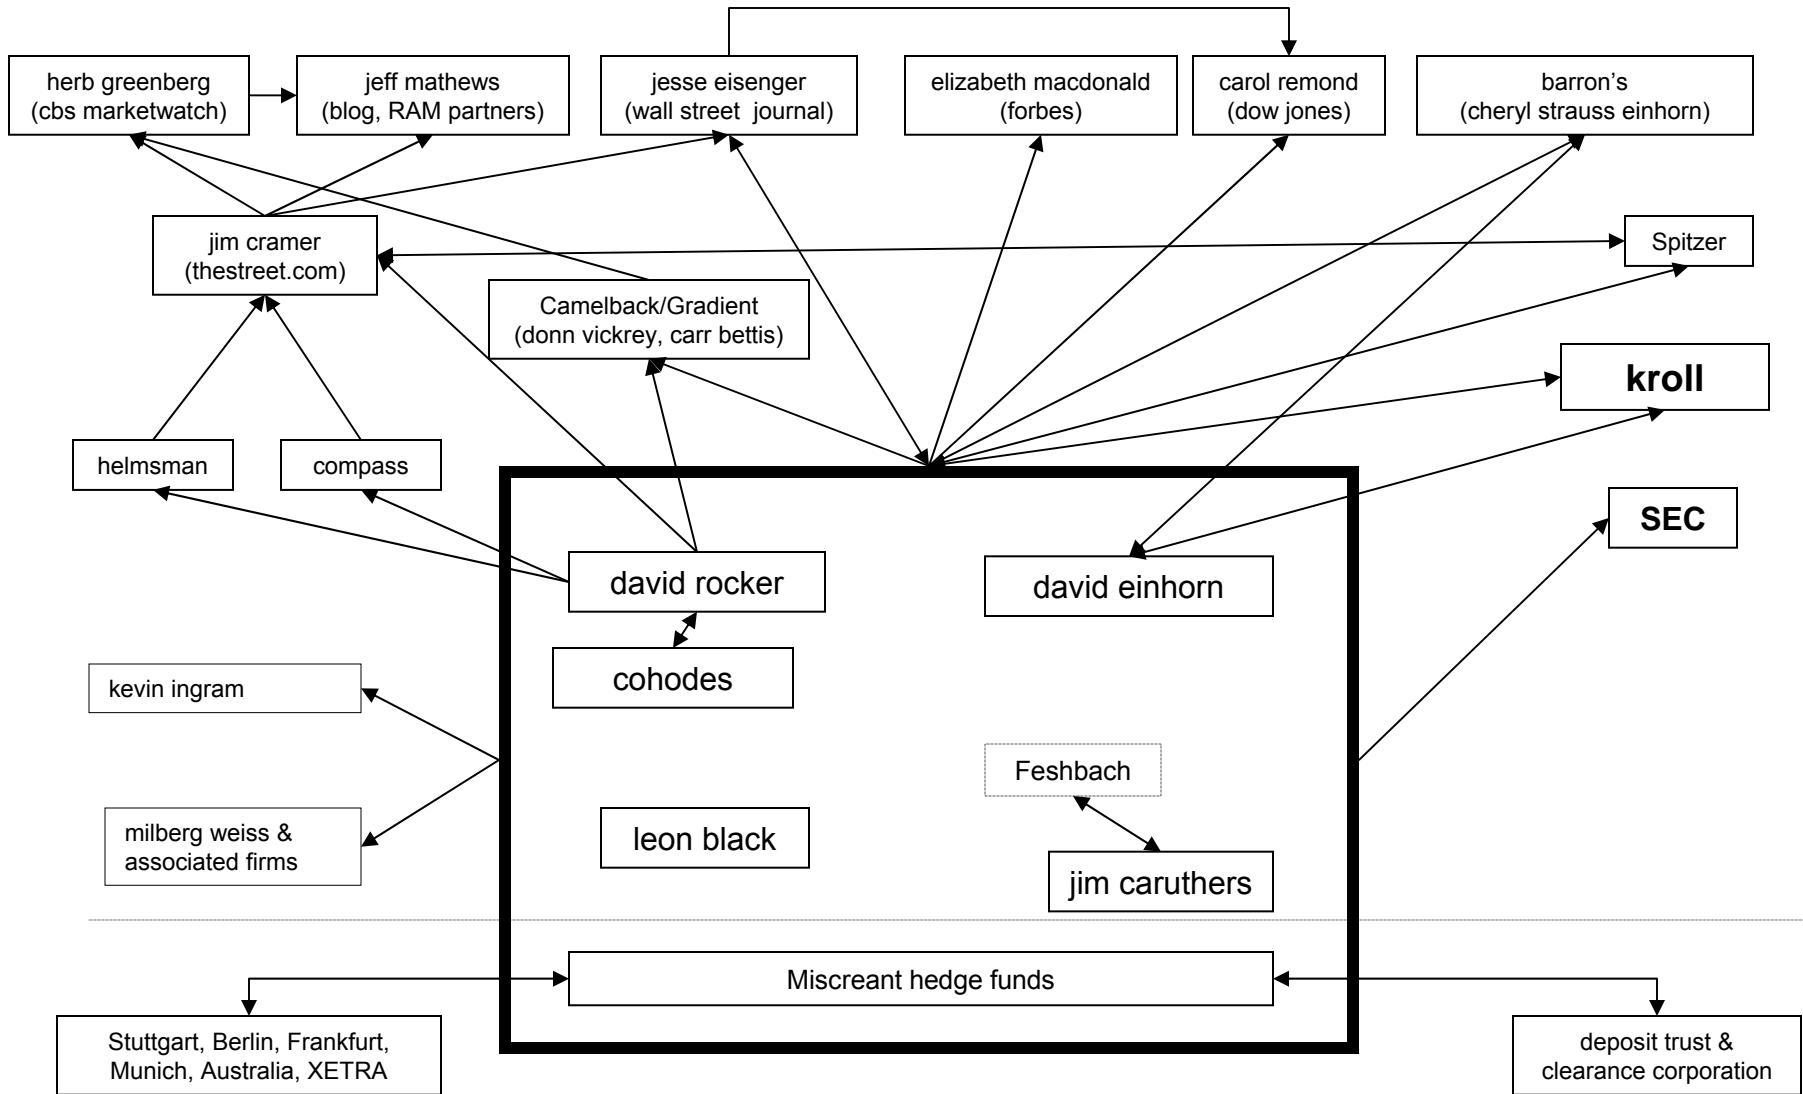 herb greenberg
(cbs marketwatch)
jeff mathews
(blog, RAM partners)
jesse eisenger
(wall street  journal)
elizabeth macdonald
(forbes)
carol remond
(dow jones)
barron’s
(cheryl strauss einhorn)
jim cramer
(thestreet.com)
Spitzer
Camelback/Gradient
(donn vickrey, carr bettis)
kroll
helmsman
compass
SEC
david rocker
david einhorn
cohodes
kevin ingram
Feshbach
milberg weiss &
associated firms
leon black
jim caruthers
Miscreant hedge funds
Stuttgart, Berlin, Frankfurt,
Munich, Australia, XETRA
deposit trust &
clearance corporation